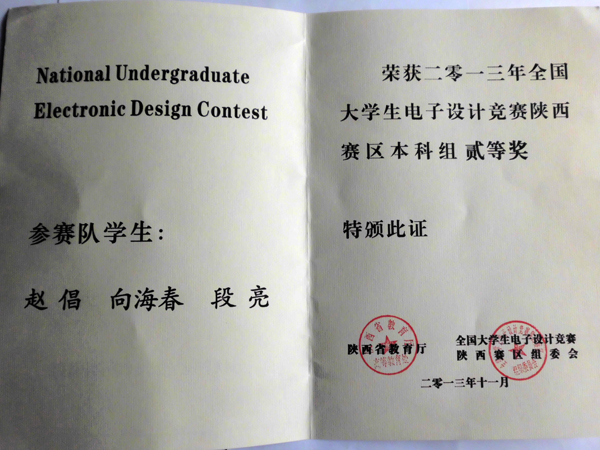 National Undergraduate
Electronic Design Contest
参赛队学生：
赵倡 向海春 段亮
荣获二零一三年全国
大学生电子设计竞赛陕西
赛区本科组 贰等奖
特颁此证
陕西省教育厅
全国大学生电子设计竞赛
陕西赛区组委会
二零一三年十一月